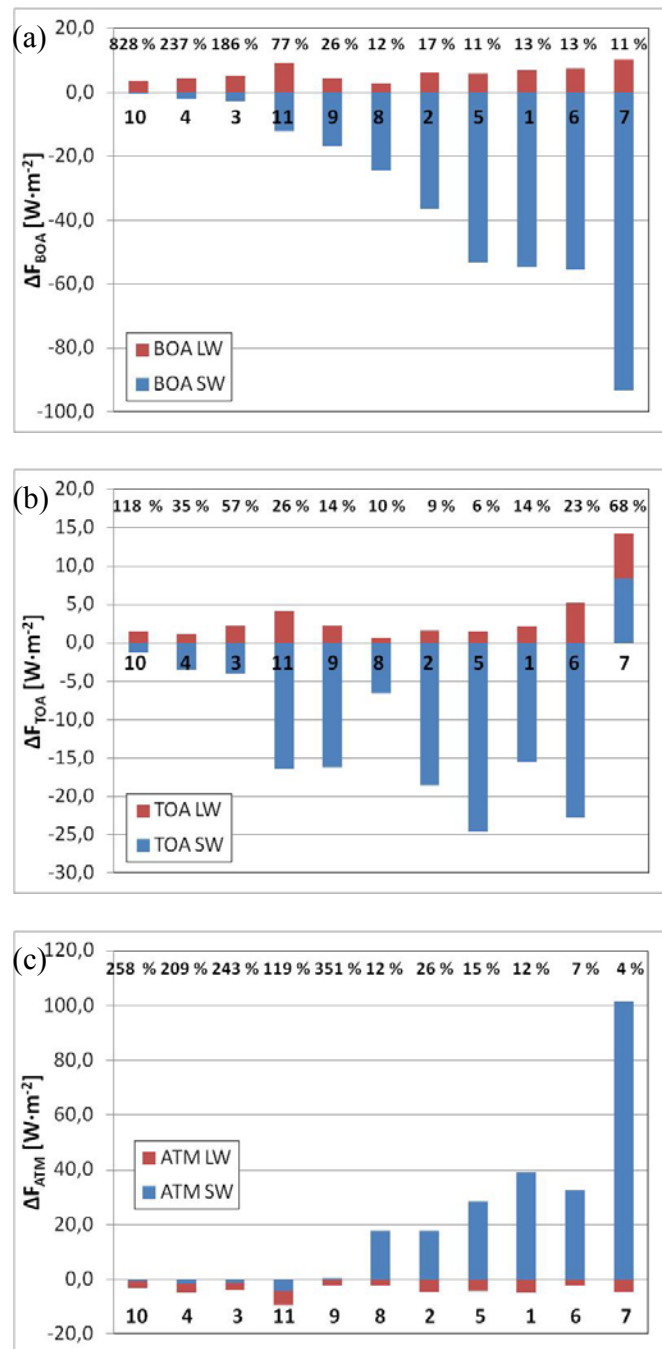 (a)
20,0
828 % 237 % 186 % 77 % 26 % 12 % 17 % 11 % 13 % 13 % 11 %
0,0
10 4 3 11 9 8 2 5 1 6 7
-20,0
-40,0
-60,0
-80,0
-100,0
ΔF_BOA [W·m⁻²]
BOA LW
BOA SW
(b)
20,0
118 % 35 % 57 % 26 % 14 % 10 % 9 % 6 % 14 % 23 % 68 %
15,0
10,0
5,0
0,0
10 4 3 11 9 8 2 5 1 6 7
-5,0
-10,0
-15,0
-20,0
-25,0
-30,0
ΔF_TOA [W·m⁻²]
TOA LW
TOA SW
(c)
120,0
258 % 209 % 243 % 119 % 351 % 12 % 26 % 15 % 12 % 7 % 4 %
100,0
80,0
60,0
40,0
20,0
0,0
-20,0
ΔF_ATM [W·m⁻²]
ATM LW
ATM SW
10 4 3 11 9 8 2 5 1 6 7